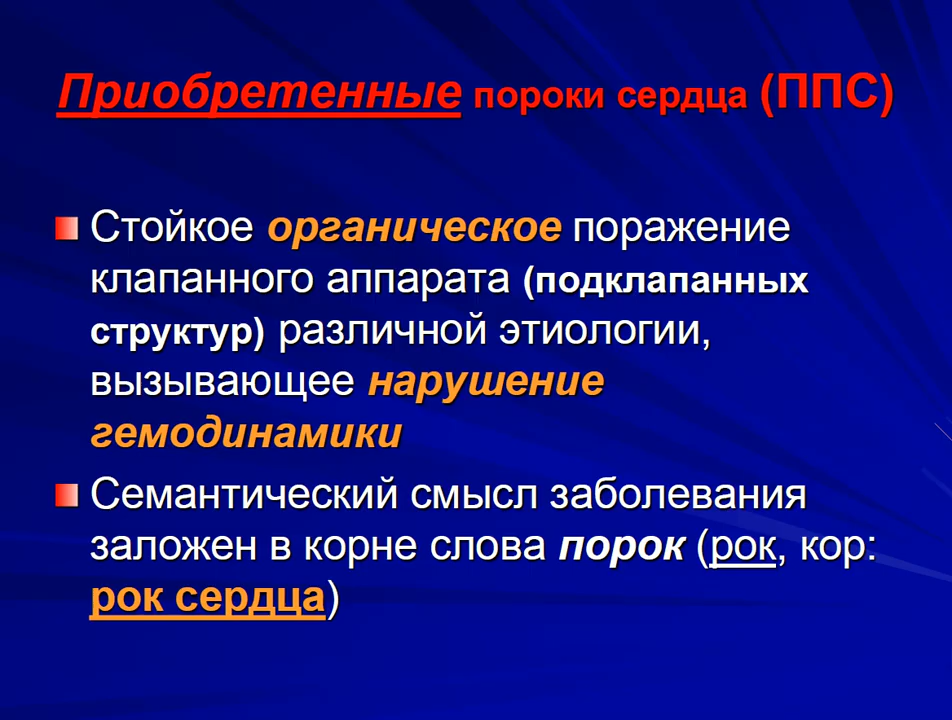 Приобретенные пороки сердца (ППС)
Стойкое органическое поражение
клапанного аппарата (подклапанных
структур) различной этиологии,
вызывающее нарушение
гемодинамики
Семантический смысл заболевания
заложен в корне слова порок (рок, кор:
рок сердца)